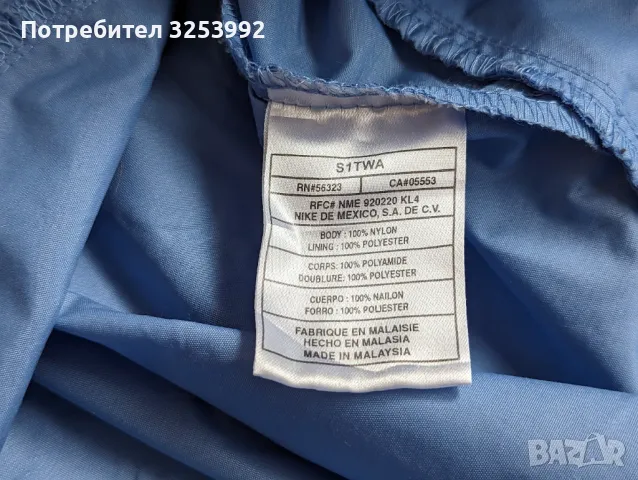 Потребител 3253992
S1TWA
RN#56323 CA#05553
RFC# NME 920220 KL4
NIKE DE MEXICO, S.A. DE C.V.
BODY : 100% NYLON
LINING : 100% POLYESTER
CORPS: 100% POLYAMIDE
DOUBLURE: 100% POLYESTER
CUERPO : 100% NAILON
FORRO : 100% POLIESTER
FABRIQUE EN MALAISIE
HECHO EN MALASIA
MADE IN MALAYSIA
BAZAR